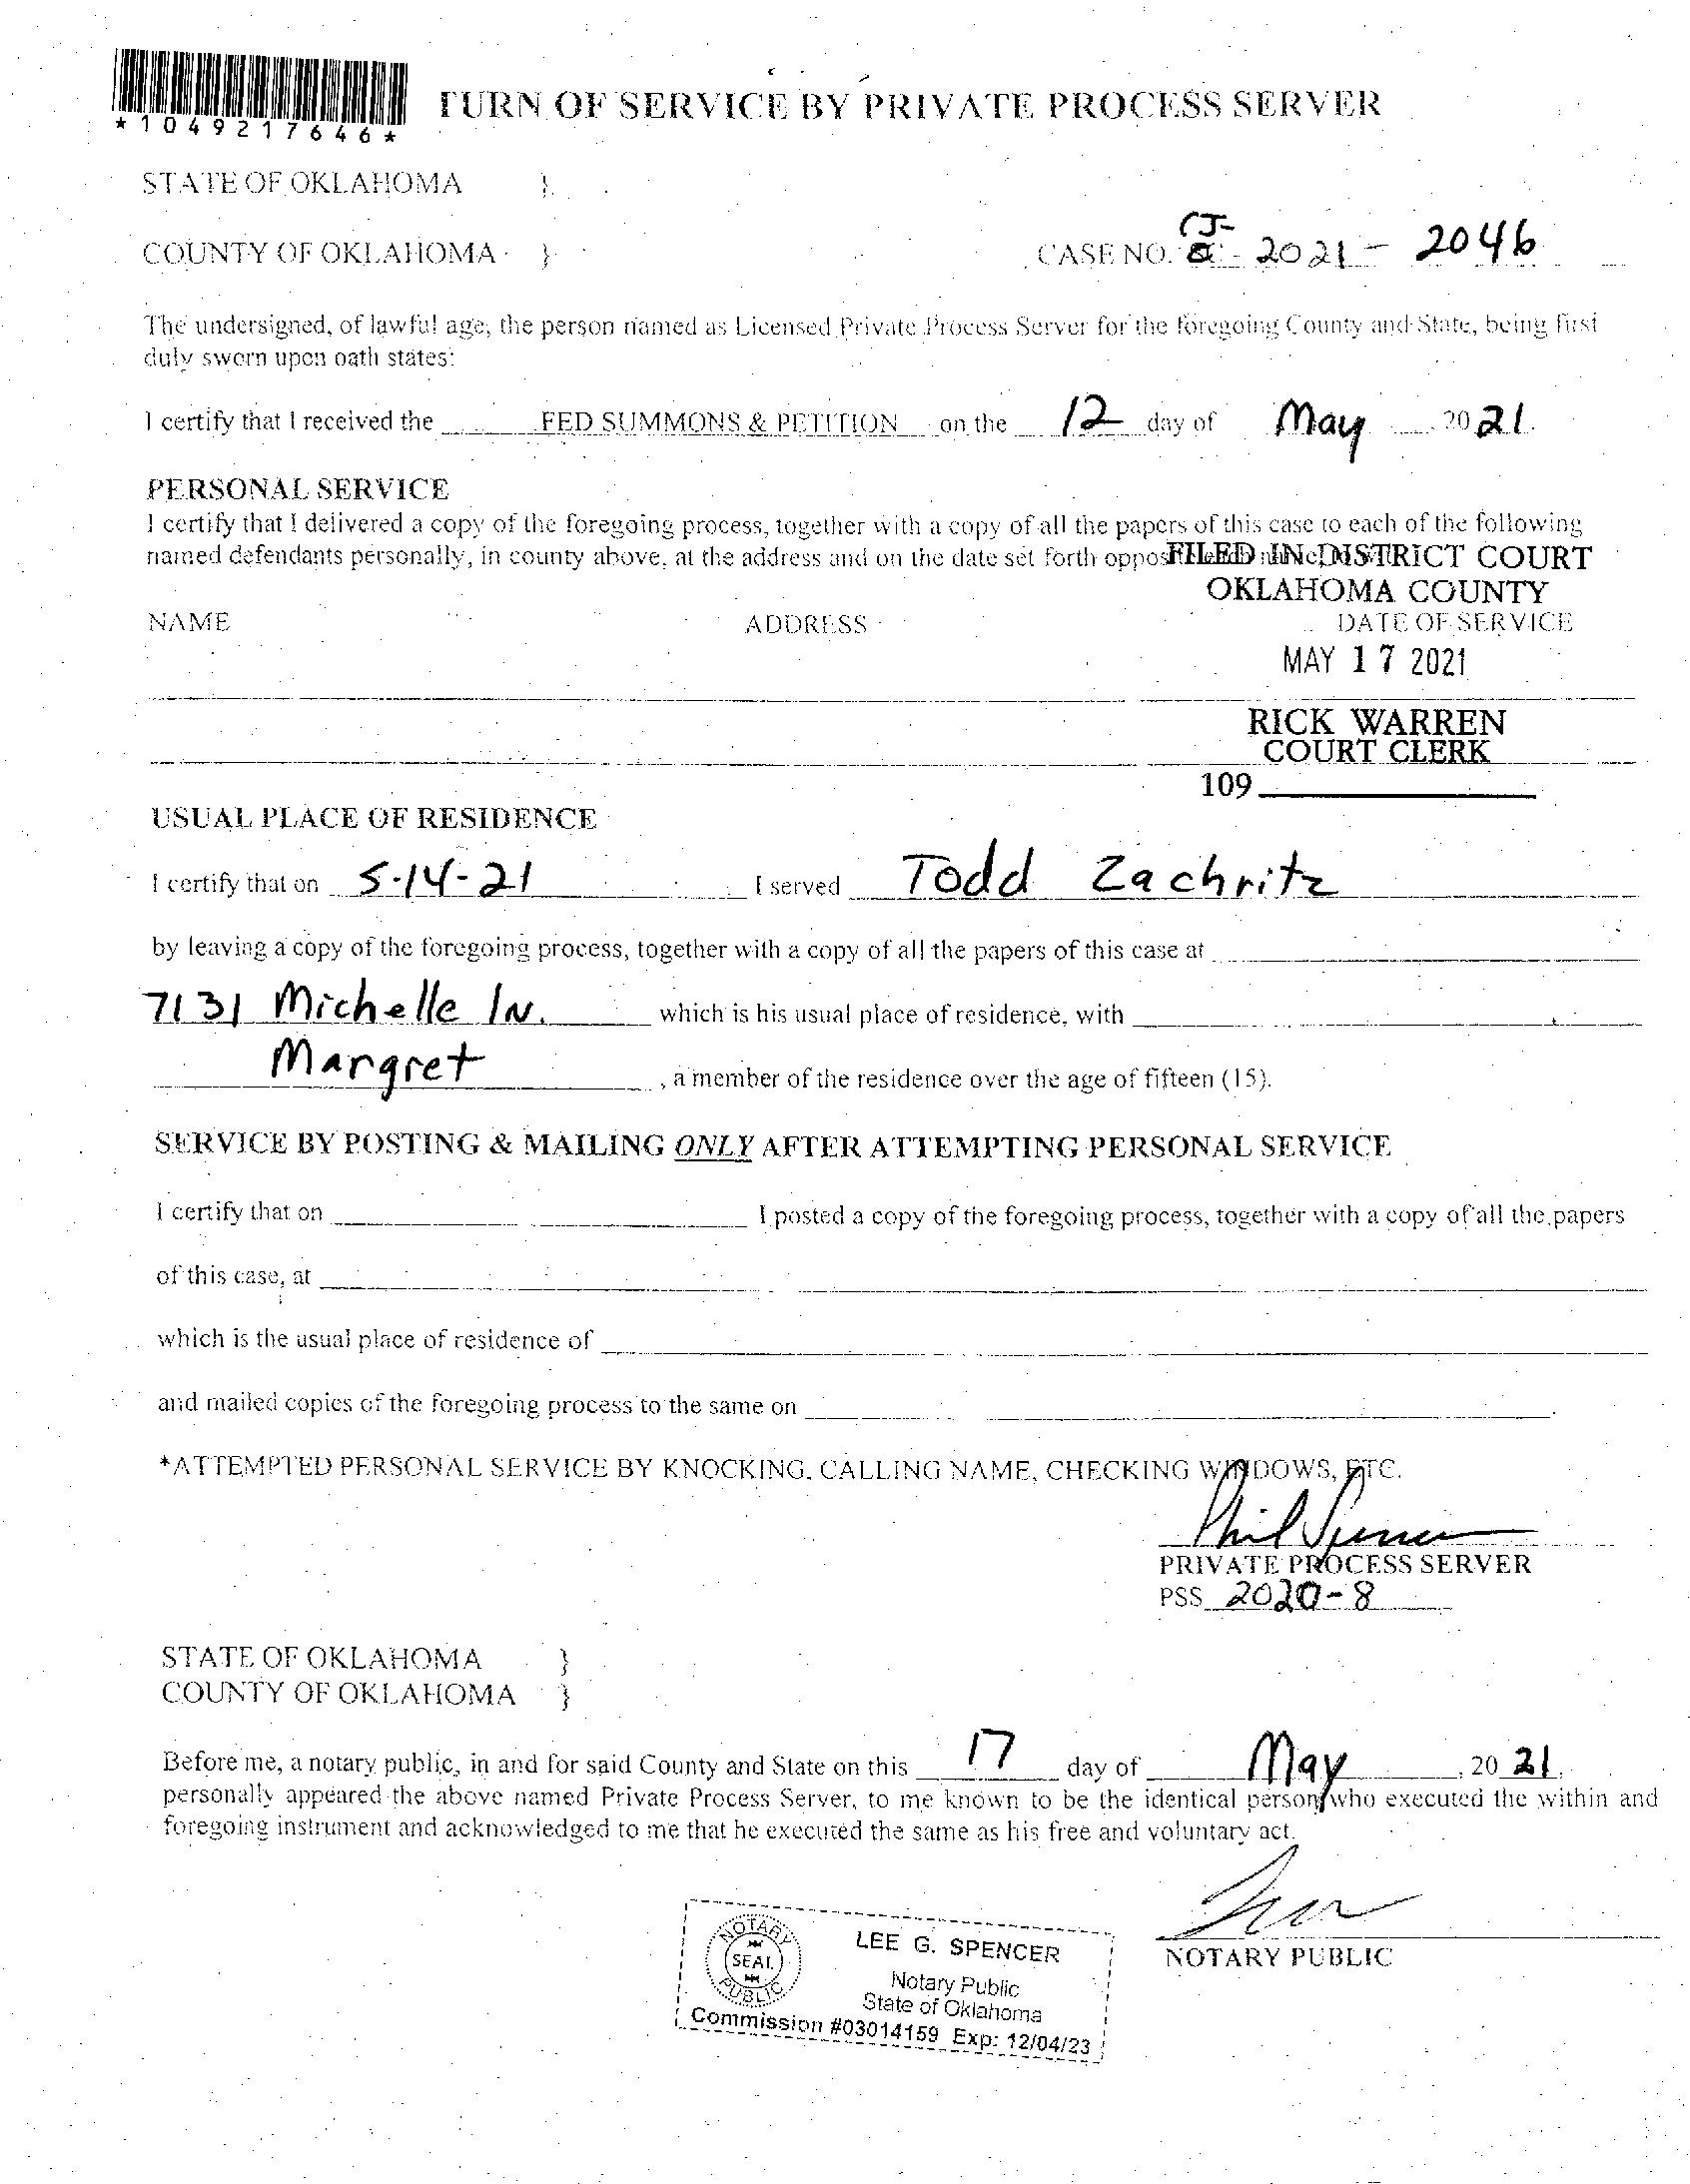 *1049217646*
TURN OF SERVICE BY PRIVATE PROCESS SERVER
STATE OF OKLAHOMA }
COUNTY OF OKLAHOMA } CASE NO. CJ- 2021 - 2046
The undersigned, of lawful age, the person named as Licensed Private Process Server for the foregoing County and State, being first
duly sworn upon oath states:
I certify that I received the FED SUMMONS & PETITION on the 12 day of May 2021.
PERSONAL SERVICE
I certify that I delivered a copy of the foregoing process, together with a copy of all the papers of this case to each of the following
named defendants personally, in county above, at the address and on the date set forth
FILED IN DISTRICT COURT
OKLAHOMA COUNTY
NAME ADDRESS DATE OF SERVICE
MAY 17 2021
RICK WARREN
COURT CLERK
109
USUAL PLACE OF RESIDENCE
I certify that on 5-14-21 I served Todd Zachritz
by leaving a copy of the foregoing process, together with a copy of all the papers of this case at
7131 Michelle lN. which is his usual place of residence, with
Margret, a member of the residence over the age of fifteen (15).
SERVICE BY POSTING & MAILING ONLY AFTER ATTEMPTING PERSONAL SERVICE
I certify that on I posted a copy of the foregoing process, together with a copy of all the papers
of this case, at
which is the usual place of residence of
and mailed copies of the foregoing process to the same on
*ATTEMPTED PERSONAL SERVICE BY KNOCKING, CALLING NAME, CHECKING WINDOWS, ETC.
Phil Spencer
PRIVATE PROCESS SERVER
PSS 2020-8
STATE OF OKLAHOMA }
COUNTY OF OKLAHOMA }
Before me, a notary public, in and for said County and State on this 17 day of May, 20 21.
personally appeared the above named Private Process Server, to me known to be the identical person who executed the within and
foregoing instrument and acknowledged to me that he executed the same as his free and voluntary act.
NOTARY PUBLIC
NOTARY
SEAL
PUBLIC
LEE G. SPENCER
Notary Public
State of Oklahoma
Commission #03014159 Exp: 12/04/23